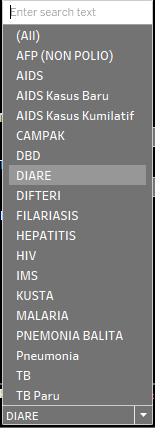 Enter search text
(All)
AFP (NON POLIO)
AIDS
AIDS Kasus Baru
AIDS Kasus Kumilatif
CAMPAK
DBD
DIARE
DIFTERI
FILARIASIS
HEPATITIS
HIV
IMS
KUSTA
MALARIA
PNEMONIA BALITA
Pneumonia
TB
TB Paru
DIARE